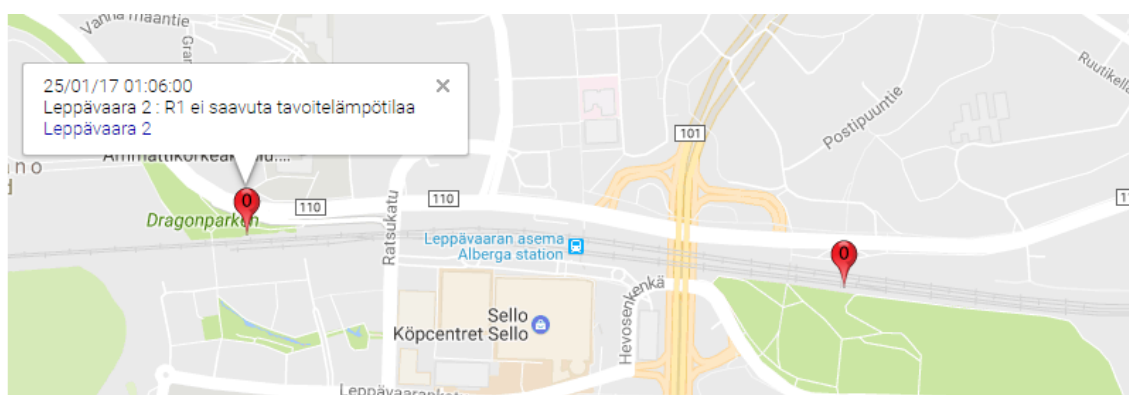 Vanha maantie
25/01/17 01:06:00
Leppävaara 2 : R1 ei saavuta tavoitelämpötilaa
Leppävaara 2
Ruutikella
Postipuuntie
101
110
110
0
Dragonparken
Ratsukatu
Leppävaaran asema
Alberga station
0
Hevosenkenkä
Sello
Köpcentret Sello